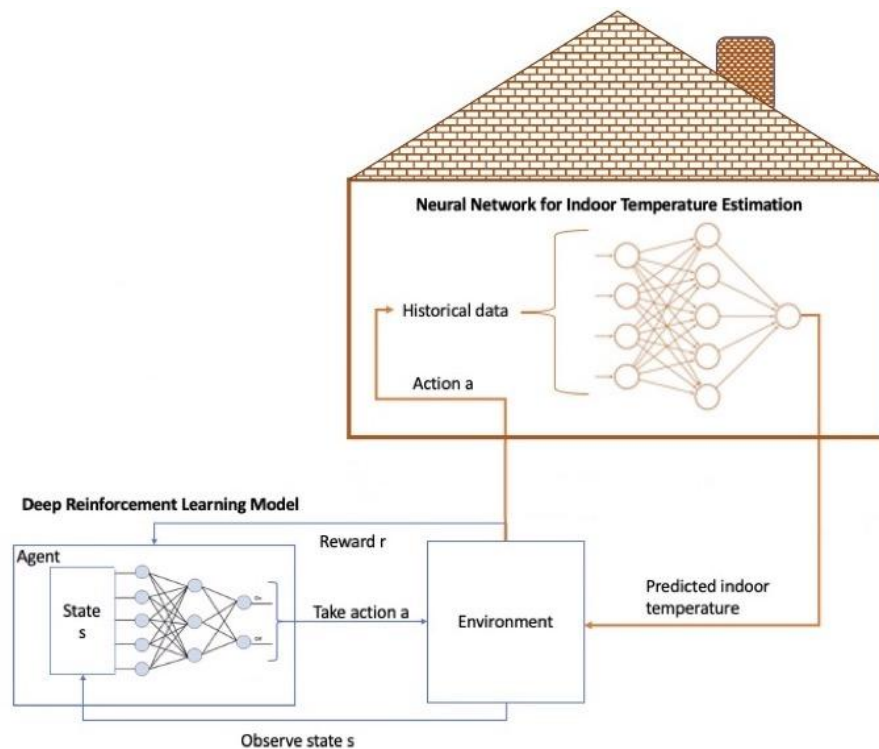 Neural Network for Indoor Temperature Estimation
Historical data
Action a
Deep Reinforcement Learning Model
Reward r
Agent
State
s
Take action a
Environment
Predicted indoor
temperature
Observe state s